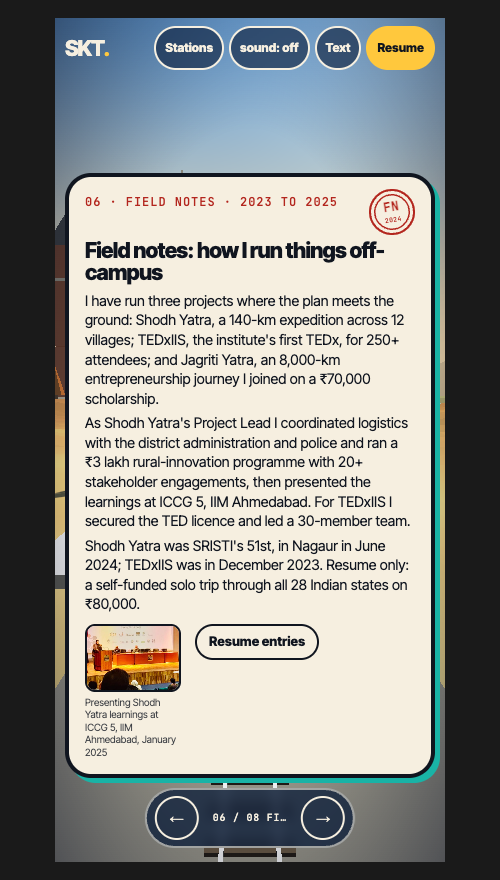 SKT.
Stations
sound: off
Text
Resume
06 · FIELD NOTES · 2023 TO 2025
FN
2024
Field notes: how I run things off-
campus
I have run three projects where the plan meets the
ground: Shodh Yatra, a 140-km expedition across 12
villages; TEDxIIS, the institute's first TEDx, for 250+
attendees; and Jagriti Yatra, an 8,000-km
entrepreneurship journey I joined on a ₹70,000
scholarship.
As Shodh Yatra's Project Lead I coordinated logistics
with the district administration and police and ran a
₹3 lakh rural-innovation programme with 20+
stakeholder engagements, then presented the
learnings at ICCG 5, IIM Ahmedabad. For TEDxIIS I
secured the TED licence and led a 30-member team.
Shodh Yatra was SRISTI's 51st, in Nagaur in June
2024; TEDxIIS was in December 2023. Resume only:
a self-funded solo trip through all 28 Indian states on
₹80,000.
Resume entries
Presenting Shodh
Yatra learnings at
ICCG 5, IIM
Ahmedabad, January
2025
← 06 / 08 FI… →